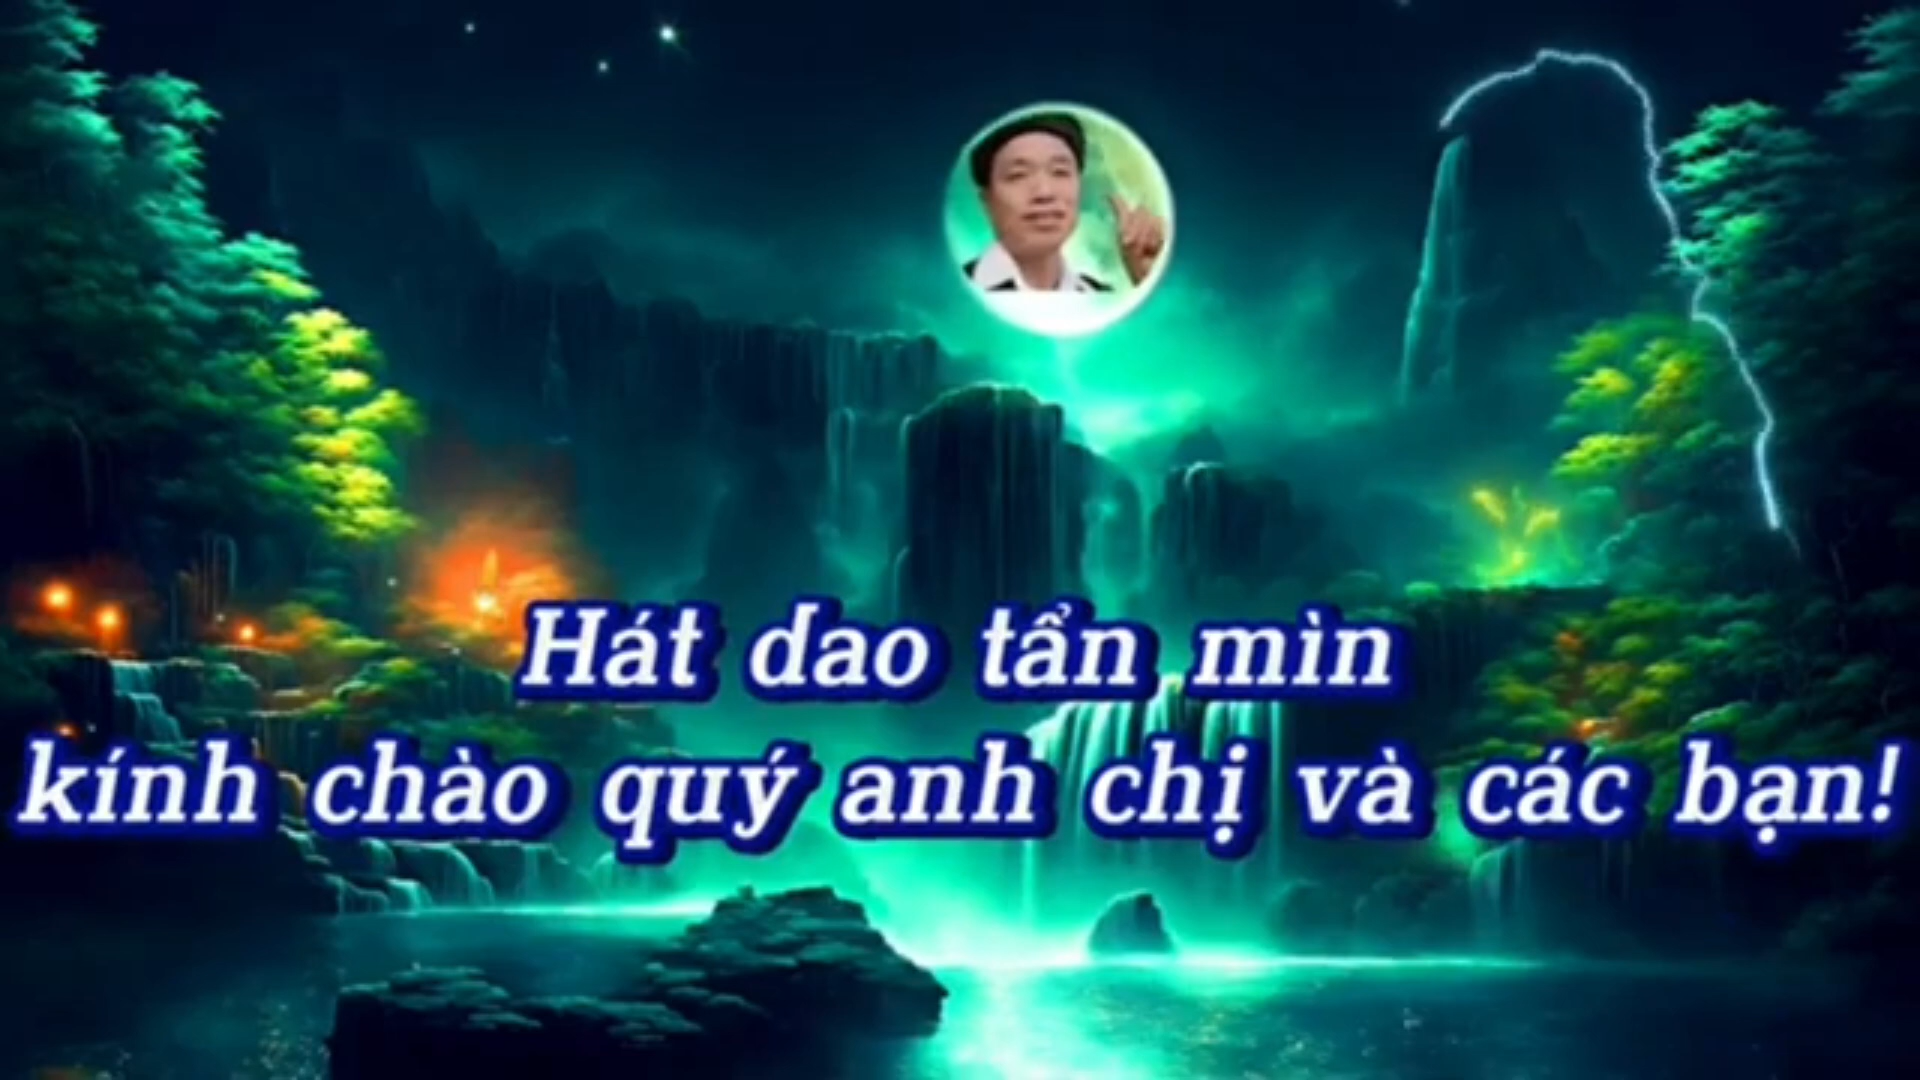 Hát dao tẩn mìn
kính chào quý anh chị và các bạn!